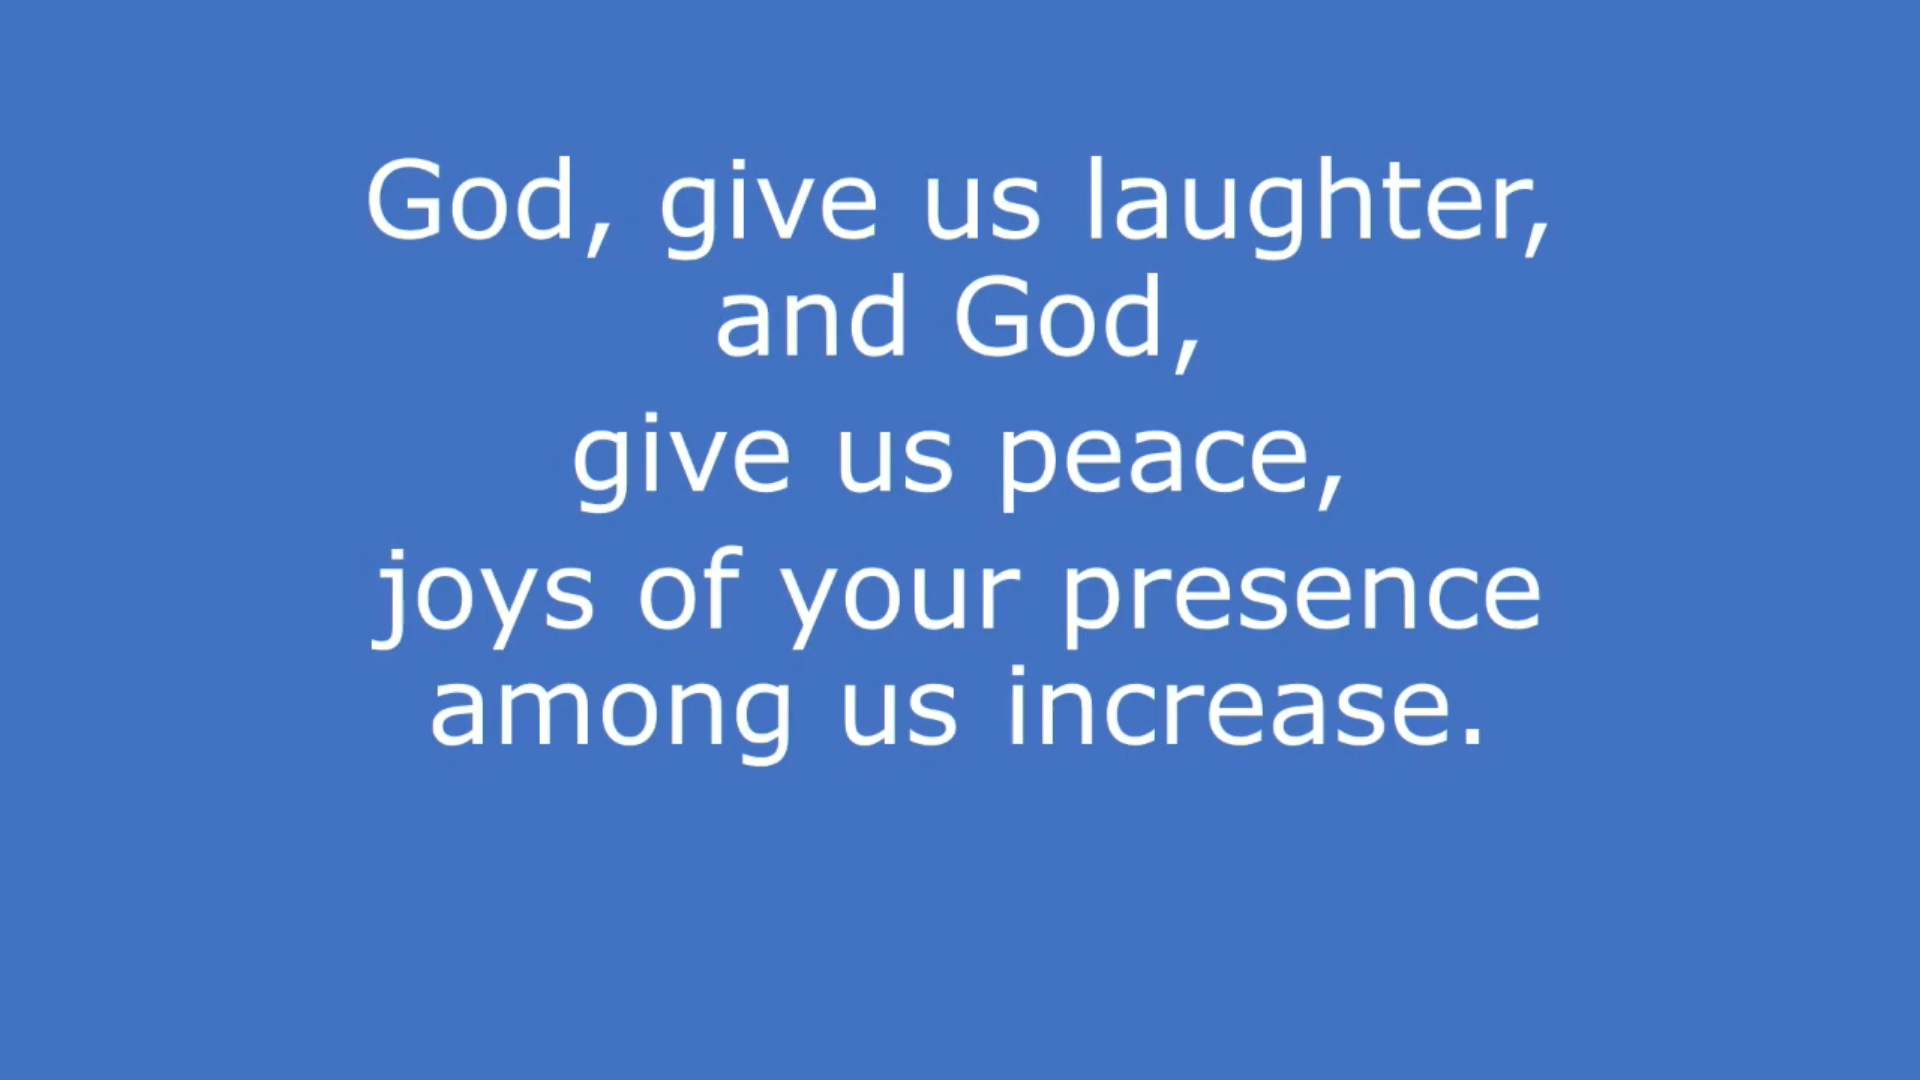 God, give us laughter,
and God,
give us peace,
joys of your presence
among us increase.